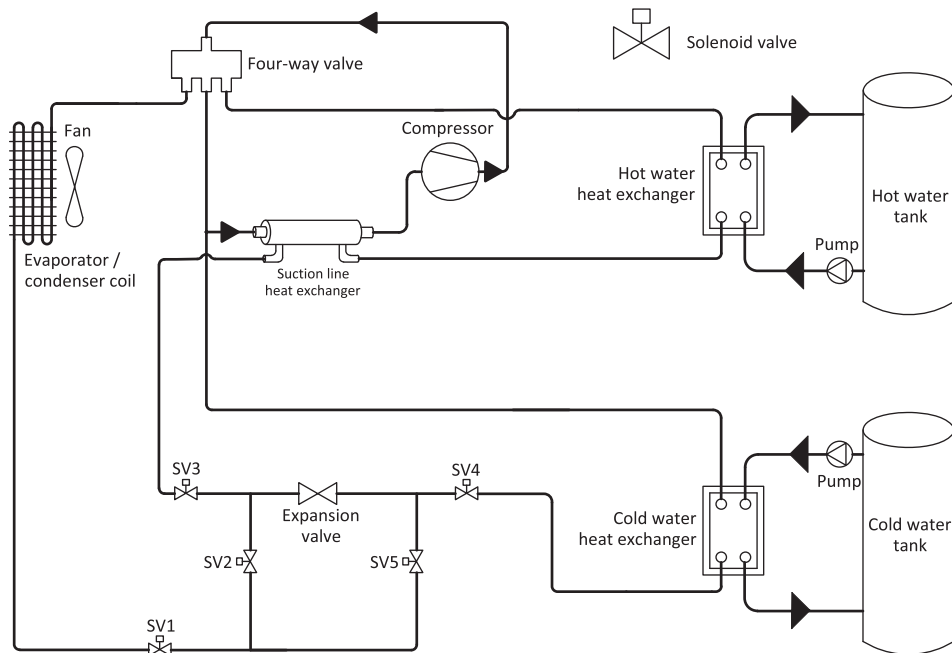 Solenoid valve
Four-way valve
Fan
Compressor
Hot water
heat exchanger
Hot water
tank
Pump
Evaporator /
condenser coil
Suction line
heat exchanger
SV3
SV4
Pump
Expansion
valve
Cold water
heat exchanger
Cold water
tank
SV2
SV5
SV1